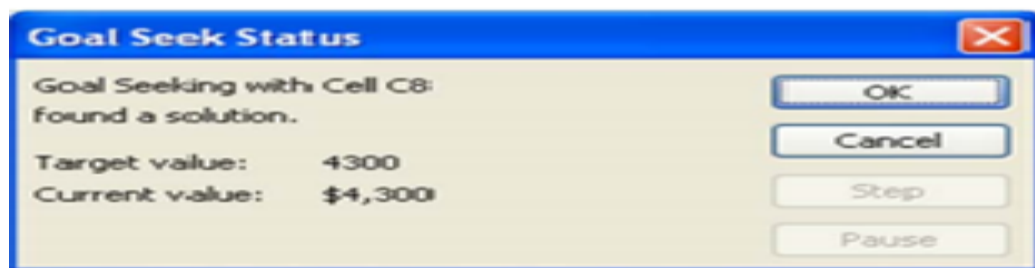 Goal Seek Status
Goal Seeking with Cell C8
found a solution.
Target value: 4300
Current value: $4,300
OK
Cancel
Step
Pause